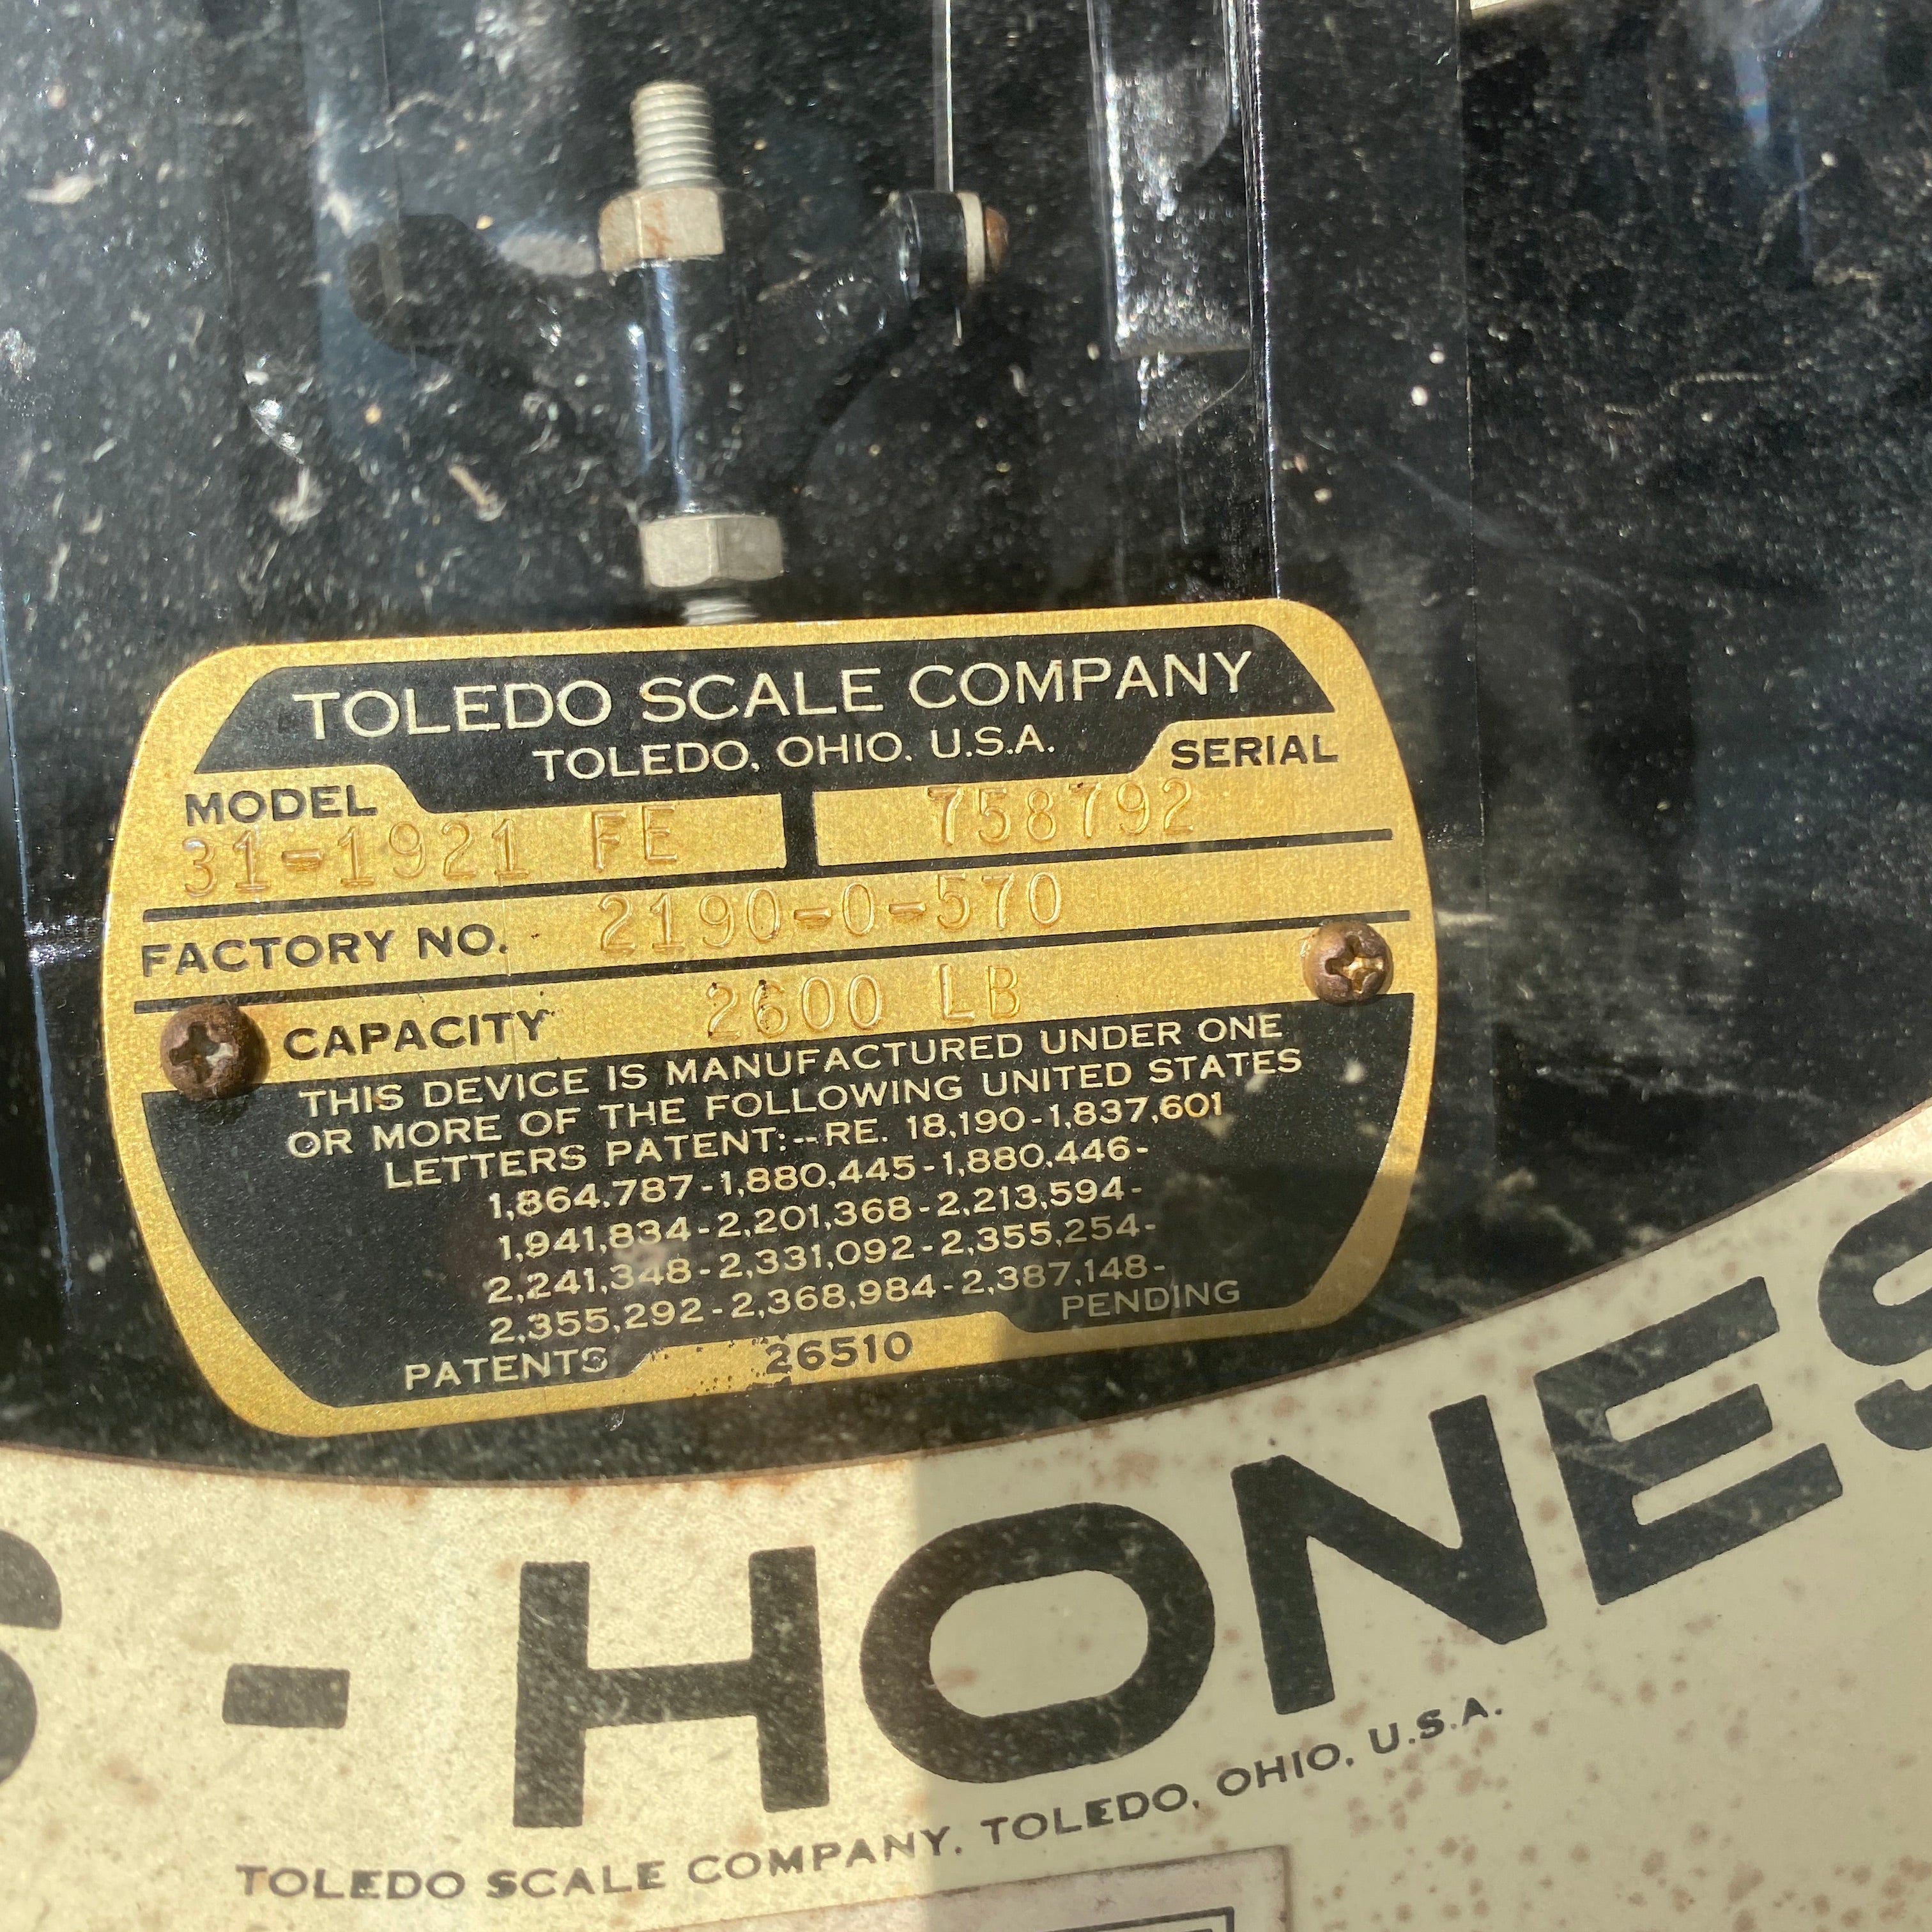 TOLEDO SCALE COMPANY
TOLEDO, OHIO, U.S.A.
MODEL SERIAL
31-1921 FE 758792
FACTORY NO. 2190-0-570
CAPACITY 2600 LB
THIS DEVICE IS MANUFACTURED UNDER ONE
OR MORE OF THE FOLLOWING UNITED STATES
LETTERS PATENT:--RE. 18,190-1,837,601
1,864,787-1,880,445-1,880,446-
1,941,834-2,201,368-2,213,594-
2,241,348-2,331,092-2,355,254-
2,355,292-2,368,984-2,387,148-
PATENTS 26510 PENDING
S - HONES
TOLEDO SCALE COMPANY, TOLEDO, OHIO, U.S.A.